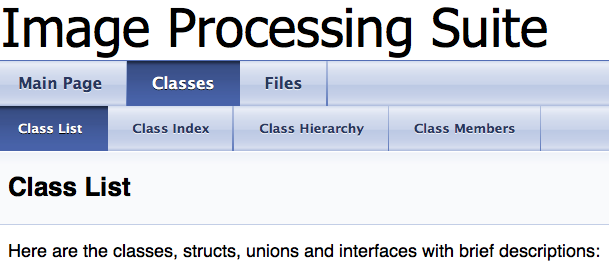 Image Processing Suite
Main Page Classes Files
Class List Class Index Class Hierarchy Class Members
Class List
Here are the classes, structs, unions and interfaces with brief descriptions: